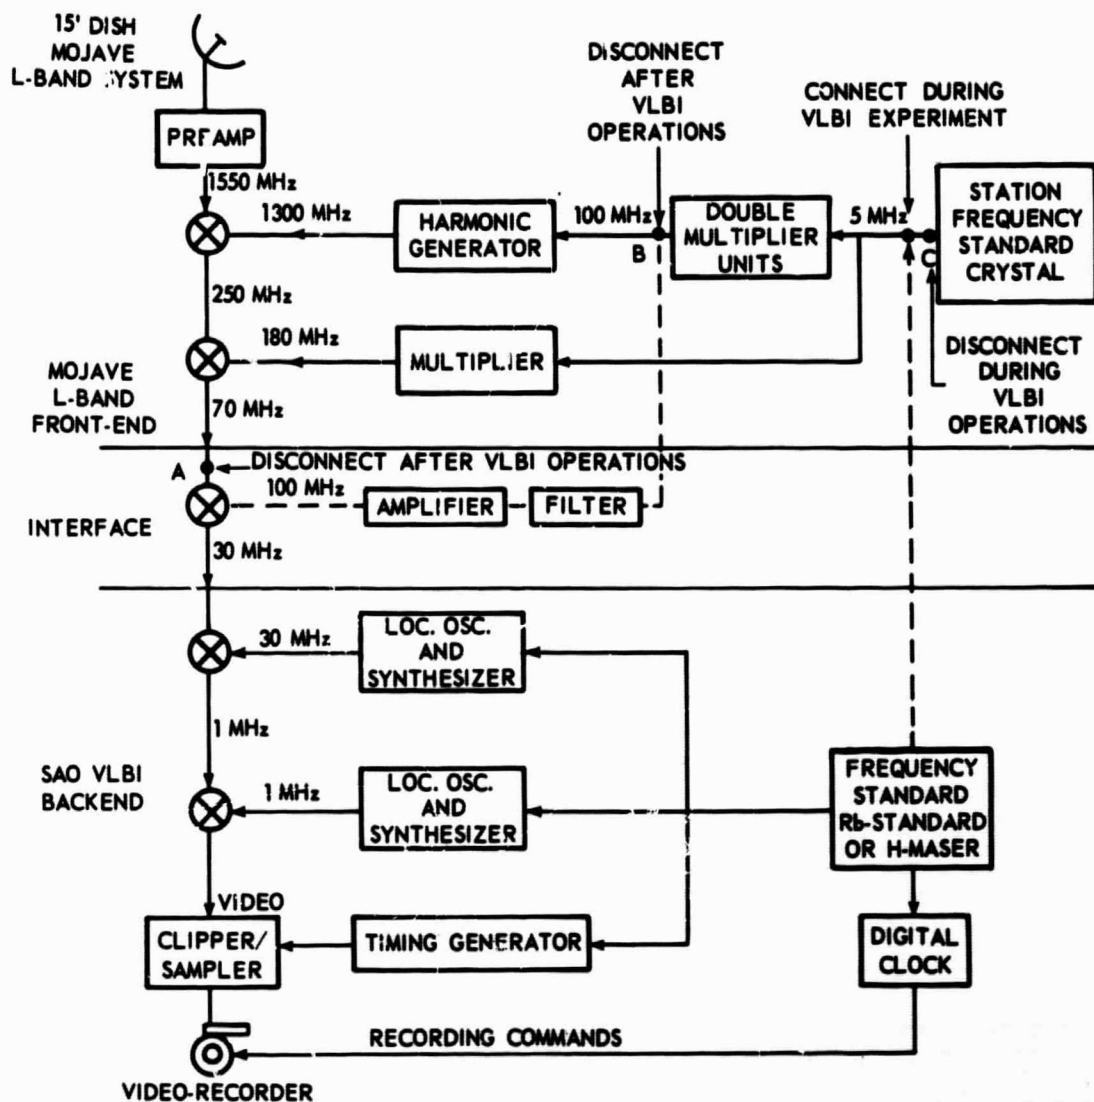 15' DISH
MOJAVE
L-BAND SYSTEM
PREAMP
1550 MHz
DISCONNECT
AFTER
VLBI
OPERATIONS
CONNECT DURING
VLBI EXPERIMENT
1300 MHz
HARMONIC
GENERATOR
100 MHz
B
DOUBLE
MULTIPLIER
UNITS
5 MHz
C
STATION
FREQUENCY
STANDARD
CRYSTAL
250 MHz
180 MHz
MULTIPLIER
DISCONNECT
DURING
VLBI
OPERATIONS
MOJAVE
L-BAND
FRONT-END
70 MHz
A
DISCONNECT AFTER VLBI OPERATIONS
100 MHz
AMPLIFIER
FILTER
INTERFACE
30 MHz
30 MHz
LOC. OSC.
AND
SYNTHESIZER
1 MHz
SAO VLBI
BACKEND
1 MHz
LOC. OSC.
AND
SYNTHESIZER
FREQUENCY
STANDARD
Rb-STANDARD
OR H-MASER
VIDEO
CLIPPER/
SAMPLER
TIMING GENERATOR
DIGITAL
CLOCK
RECORDING COMMANDS
VIDEO-RECORDER